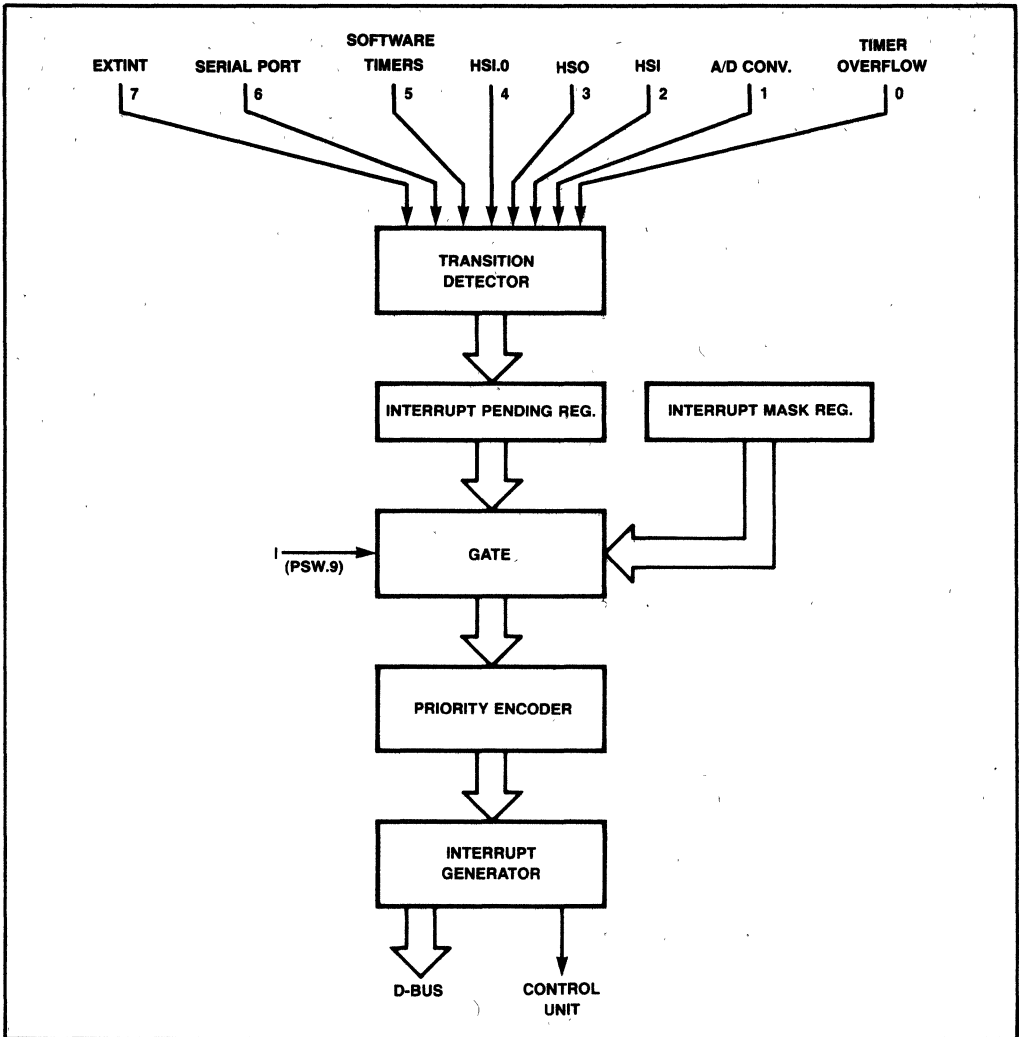 SOFTWARE
TIMER
EXTINT SERIAL PORT TIMERS HSI.0 HSO HSI A/D CONV. OVERFLOW
7 6 5 4 3 2 1 0
TRANSITION
DETECTOR
INTERRUPT PENDING REG. INTERRUPT MASK REG.
I
(PSW.9)
GATE
PRIORITY ENCODER
INTERRUPT
GENERATOR
D-BUS CONTROL
UNIT